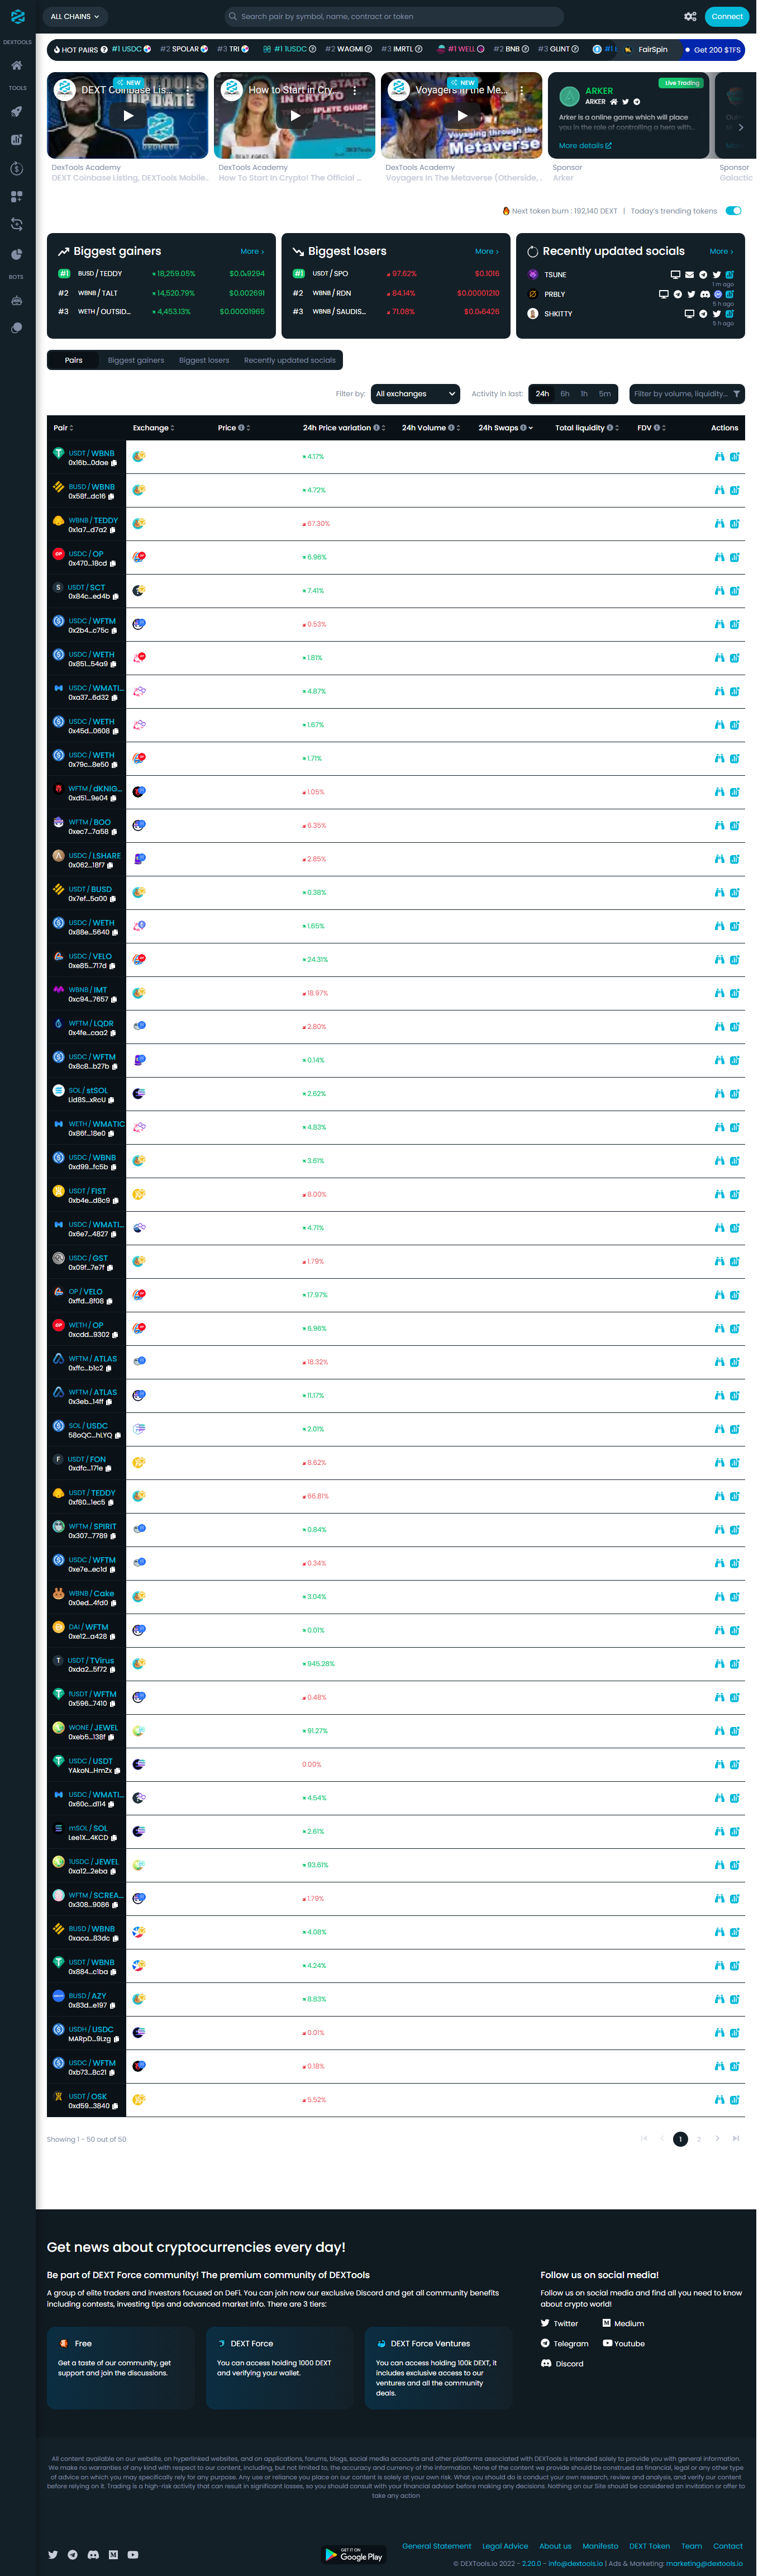 ALL CHAINS
Search pair by symbol, name, contract or token
Connect
DEXTOOLS
TOOLS
BOTS
HOT PAIRS
#1 USDC #2 SPOLAR #3 TRI
#1 1USDC #2 WAGMI #3 IMRTL
#1 WELL #2 BNB #3 GLINT
FairSpin Get 200 $TFS
NEW
DEXT Coinbase Lis...
DexTools Academy
DEXT Coinbase Listing, DEXTools Mobile..
NEW
How to Start in Cry...
DexTools Academy
How To Start In Crypto! The Official ...
NEW
Voyagers in the Me...
Voyaging through the Metaverse
DexTools Academy
Voyagers In The Metaverse (Otherside, .
Live Trading
ARKER
ARKER
Arker is an online game which will place
you in the role of controlling a hero with...
More details
Sponsor
Arker
Sponsor
Galactic
Next token burn : 192,140 DEXT | Today's trending tokens
Biggest gainers More ›
#1 BUSD / TEDDY 18,259.05%
#2 WBNB / TALT 14,520.79% $0.002691
#3 WETH / OUTSID... 4,453.13% $0.00001965
Biggest losers More ›
#1 USDT / SPO 97.62% $0.1016
#2 WBNB / RDN 84.14% $0.00001210
#3 WBNB / SAUDIS... 71.08%
Recently updated socials More ›
TSUNE
1 m ago
PRBLY
5 h ago
SHKITTY
5 h ago
Pairs Biggest gainers Biggest losers Recently updated socials
Filter by: All exchanges Activity in last: 24h 6h 1h 5m Filter by volume, liquidity...
Pair Exchange Price 24h Price variation 24h Volume 24h Swaps Total liquidity FDV Actions
USDT / WBNB 4.17%
0x16b...0dae
BUSD / WBNB 4.72%
0x58f...dc16
WBNB / TEDDY 67.30%
0x1a7...d7a2
USDC / OP 6.96%
0x470...18cd
USDT / SCT 7.41%
0x84c...ed4b
USDC / WFTM 0.53%
0x2b4...c75c
USDC / WETH 1.81%
0x851...54a9
USDC / WMATI... 4.87%
0xa37...6d32
USDC / WETH 1.67%
0x45d...0608
USDC / WETH 1.71%
0x79c...8e50
WFTM / dKNIG... 1.05%
0xd51...9e04
WFTM / BOO 6.35%
0xec7...7a58
USDC / LSHARE 2.85%
0x062...18f7
USDT / BUSD 0.38%
0x7ef...5a00
USDC / WETH 1.65%
0x88e...5640
USDC / VELO 24.31%
0xe85...717d
WBNB / IMT 18.97%
0xc94...7657
WFTM / LQDR 2.80%
0x4fe...caa2
USDC / WFTM 0.14%
0x8c8...b27b
SOL / stSOL 2.62%
Lid8S...xRcU
WETH / WMATIC 4.83%
0x86f...18e0
USDC / WBNB 3.61%
0xd99...fc5b
USDT / FIST 8.00%
0xb4e...d8c9
USDC / WMATI... 4.71%
0x6e7...4827
USDC / GST 1.79%
0x09f...7e7f
OP / VELO 17.97%
0xffd...8f08
WETH / OP 6.96%
0xcdd...9302
WFTM / ATLAS 18.32%
0xffc...b1c2
WFTM / ATLAS 11.17%
0x3eb...14ff
SOL / USDC 2.01%
58oQC...hLYQ
USDT / FON 8.62%
0xdfc...171e
USDT / TEDDY 66.81%
0xf80...1ec5
WFTM / SPIRIT 0.84%
0x307...7789
USDC / WFTM 0.34%
0xe7e...ec1d
WBNB / Cake 3.04%
0x0ed...4fd0
DAI / WFTM 0.01%
0xe12...a428
USDT / TVirus 945.28%
0xda2...5f72
fUSDT / WFTM 0.48%
0x596...7410
WONE / JEWEL 91.27%
0xeb5...138f
USDC / USDT 0.00%
YAkoN...HmZx
USDC / WMATI... 4.54%
0x60c...d114
mSOL / SOL 2.61%
Lee1X...4KCD
1USDC / JEWEL 93.61%
0xa12...2eba
WFTM / SCREA... 1.79%
0x308...9086
BUSD / WBNB 4.08%
0xaca...83dc
USDT / WBNB 4.24%
0x884...c1ba
BUSD / AZY 8.83%
0x83d...e197
USDH / USDC 0.01%
MARpD...9Lzg
USDC / WFTM 0.18%
0xb73...8c21
USDT / OSK 5.52%
0xd59...3840
Showing 1 - 50 out of 50 1 2
Get news about cryptocurrencies every day!
Be part of DEXT Force community! The premium community of DEXTools
A group of elite traders and investors focused on DeFi. You can join now our exclusive Discord and get all community benefits
including contests, investing tips and advanced market info. There are 3 tiers:
Free
Get a taste of our community, get
support and join the discussions.
DEXT Force
You can access holding 1000 DEXT
and verifying your wallet.
DEXT Force Ventures
You can access holding 100k DEXT, it
includes exclusive access to our
ventures and all the community
deals.
Follow us on social media!
Follow us on social media and find all you need to know
about crypto world!
Twitter Medium
Telegram Youtube
Discord
All content available on our website, on hyperlinked websites, and on applications, forums, blogs, social media accounts and other platforms associated with DEXTools is intended solely to provide you with general information.
We make no warranties of any kind with respect to our content, including, but not limited to, the accuracy and currency of the information. None of the content we provide should be construed as financial, legal or any other type
of advice on which you may specifically rely for any purpose. Any use or reliance you place on our content is solely at your own risk. What you should do is conduct your own research, review and analysis, and verify our content
before relying on it. Trading is a high-risk activity that can result in significant losses, so you should consult with your financial advisor before making any decisions. Nothing on our Site should be considered an invitation or offer to
take any action
GET IT ON
Google Play
General Statement Legal Advice About us Manifesto DEXT Token Team Contact
© DEXTools.io 2022 - 2.20.0 - info@dextools.io | Ads & Marketing: marketing@dextools.io